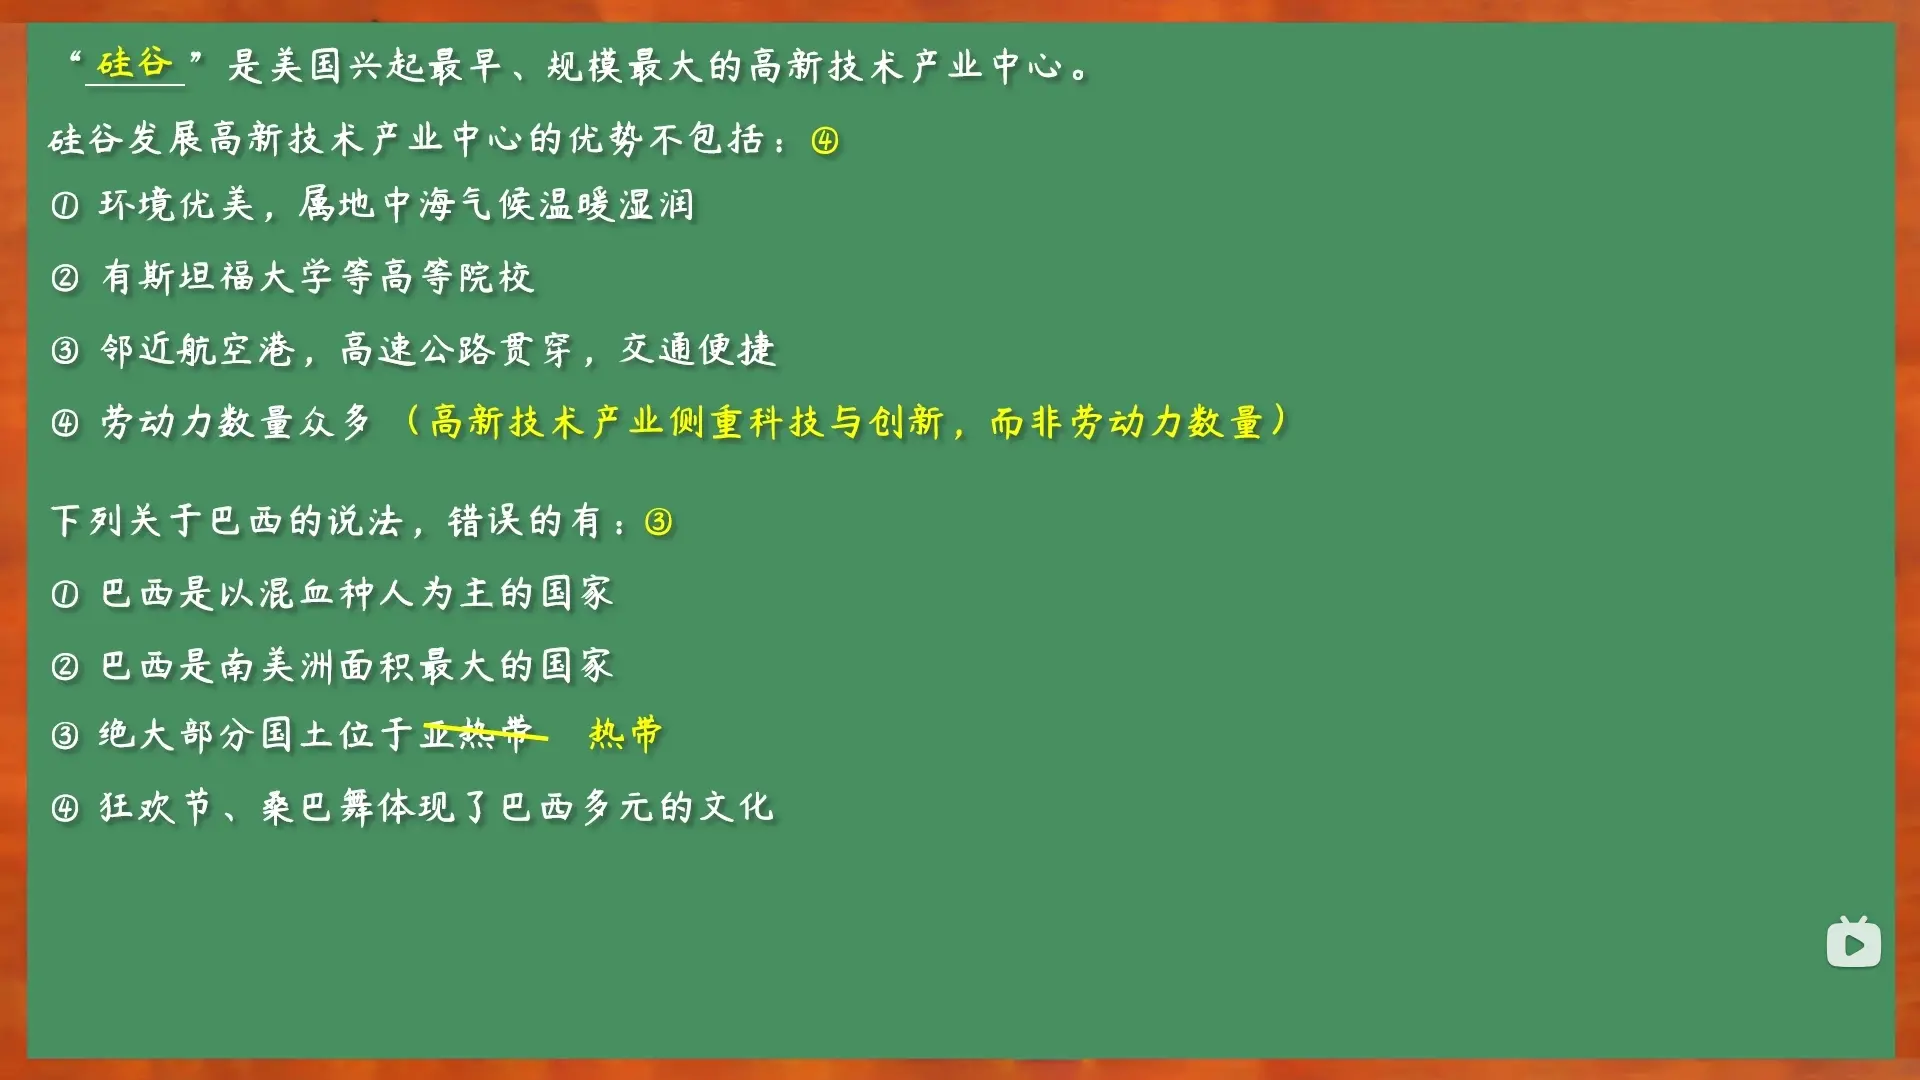 “硅谷”是美国兴起最早、规模最大的高新技术产业中心。
硅谷发展高新技术产业中心的优势不包括：④
① 环境优美，属地中海气候温暖湿润
② 有斯坦福大学等高等院校
③ 邻近航空港，高速公路贯穿，交通便捷
④ 劳动力数量众多（高新技术产业侧重科技与创新，而非劳动力数量）
下列关于巴西的说法，错误的有：③
① 巴西是以混血种人为主的国家
② 巴西是南美洲面积最大的国家
③ 绝大部分国土位于亚热带 热带
④ 狂欢节、桑巴舞体现了巴西多元的文化